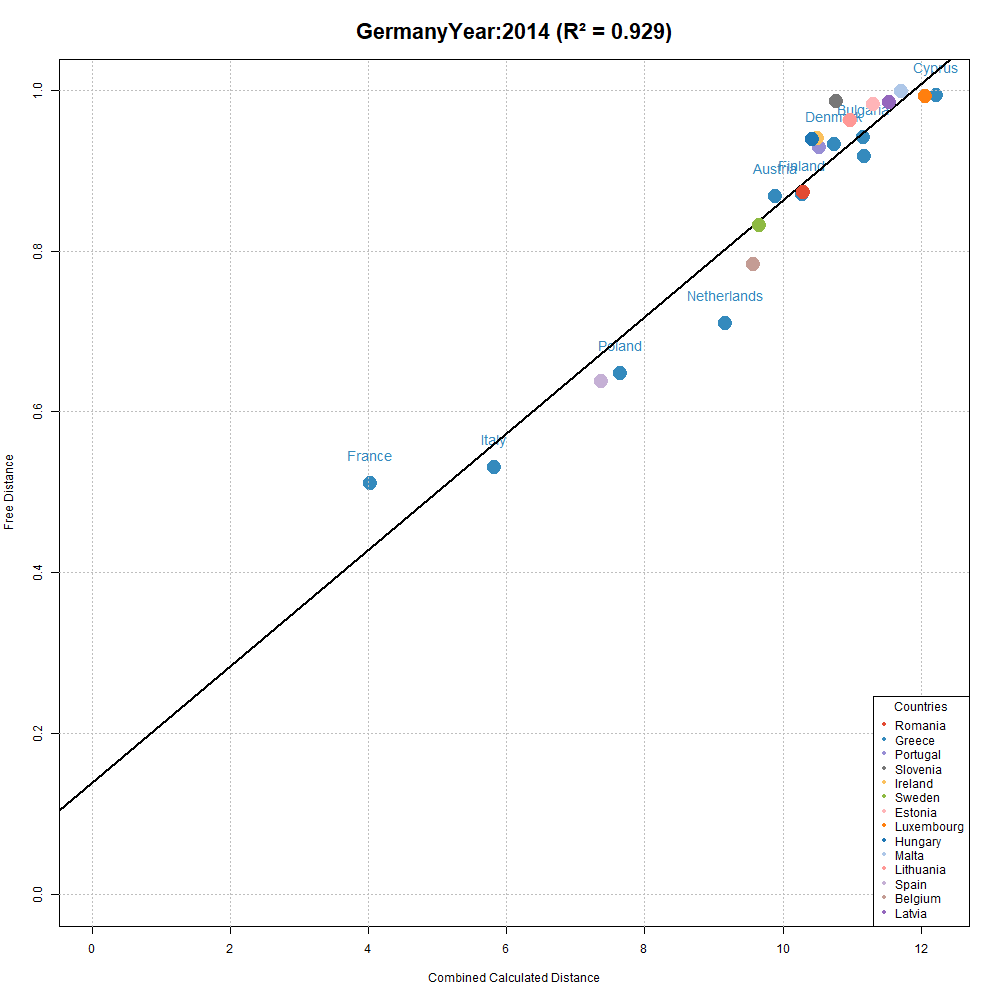 GermanyYear:2014 (R² = 0.929)
Cyprus
Bulgaria
Denmark
Finland
Austria
Netherlands
Poland
Italy
France
1.0
0.8
0.6
0.4
0.2
0.0
Free Distance
0 2 4 6 8 10 12
Combined Calculated Distance
Countries
Romania
Greece
Portugal
Slovenia
Ireland
Sweden
Estonia
Luxembourg
Hungary
Malta
Lithuania
Spain
Belgium
Latvia